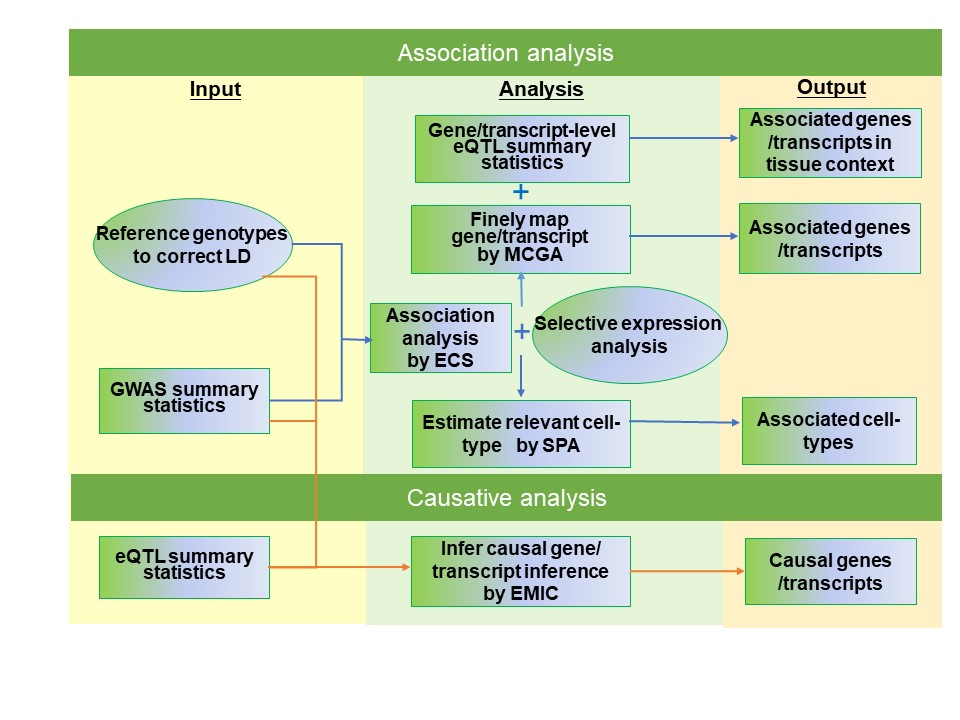 Association analysis
Input
Analysis
Output
Reference genotypes
to correct LD
GWAS summary
statistics
Gene/transcript-level
eQTL summary
statistics
+
Finely map
gene/transcript
by MCGA
Association
analysis
by ECS
+
Selective expression
analysis
Estimate relevant cell-
type by SPA
Associated genes
/transcripts in
tissue context
Associated genes
/transcripts
Associated cell-
types
Causative analysis
eQTL summary
statistics
Infer causal gene/
transcript inference
by EMIC
Causal genes
/transcripts